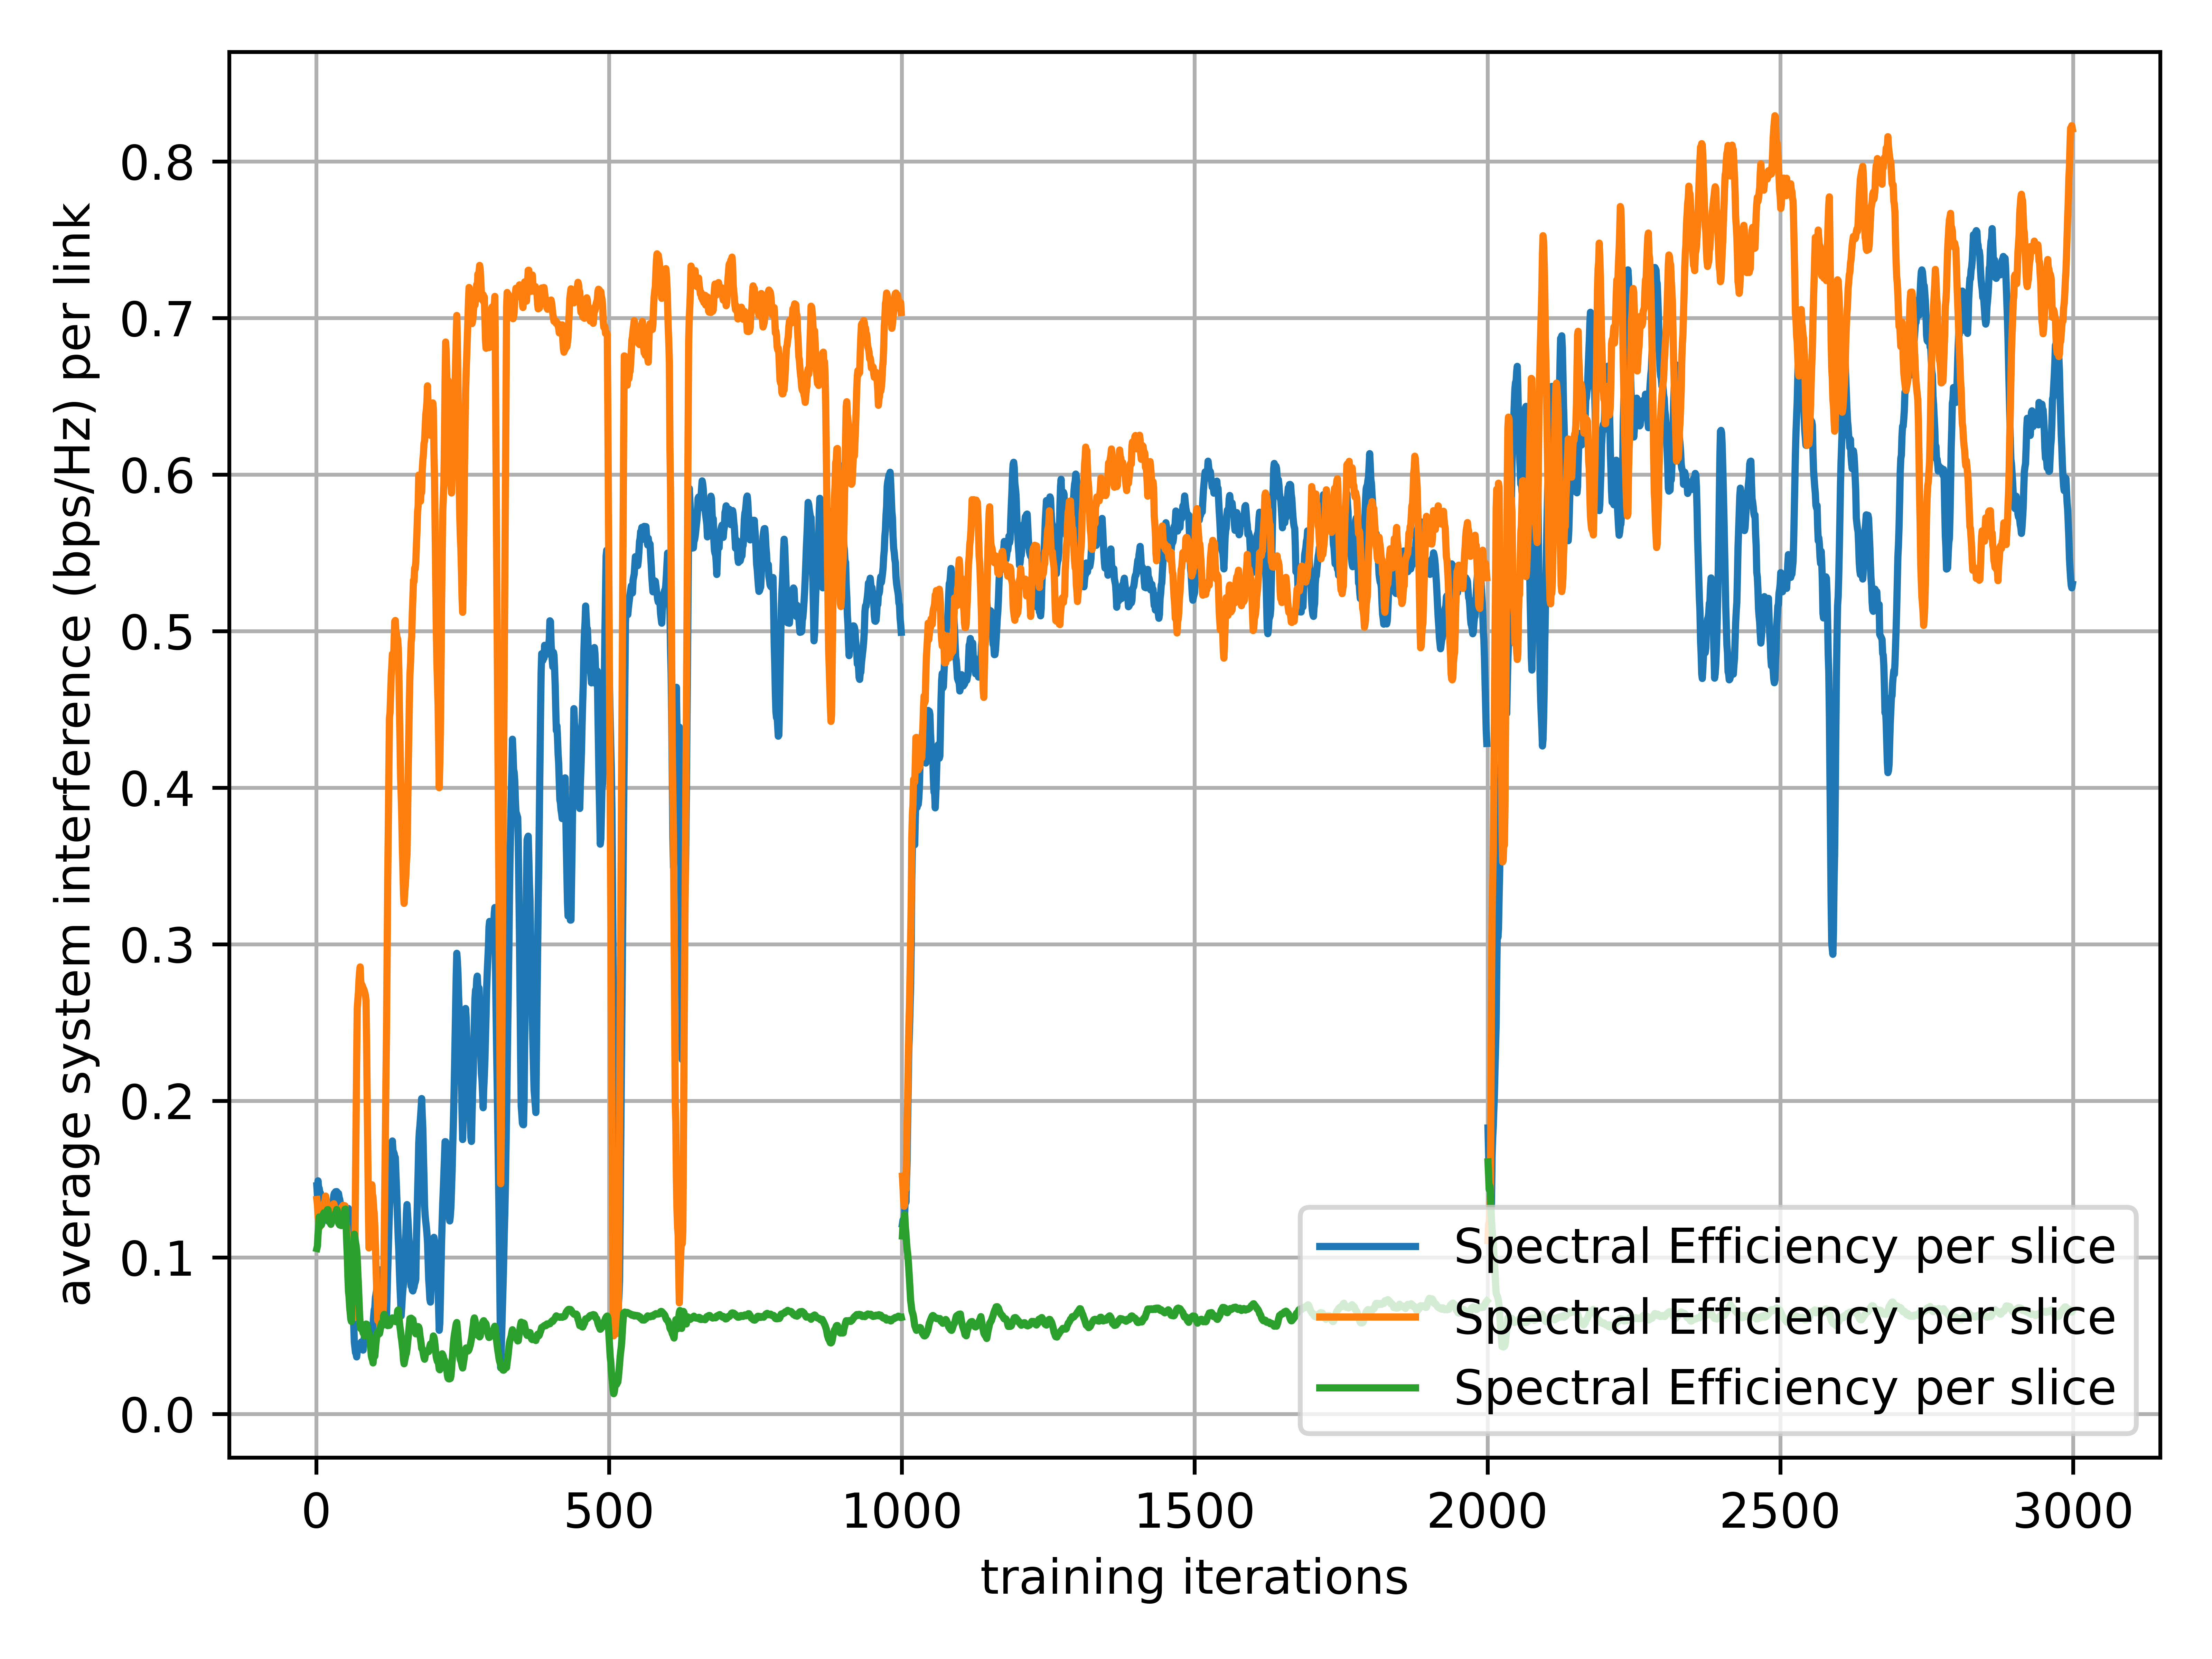 average system interference (bps/Hz) per link
0.8
0.7
0.6
0.5
0.4
0.3
0.2
0.1
0.0
Spectral Efficiency per slice
Spectral Efficiency per slice
Spectral Efficiency per slice
0 500 1000 1500 2000 2500 3000
training iterations